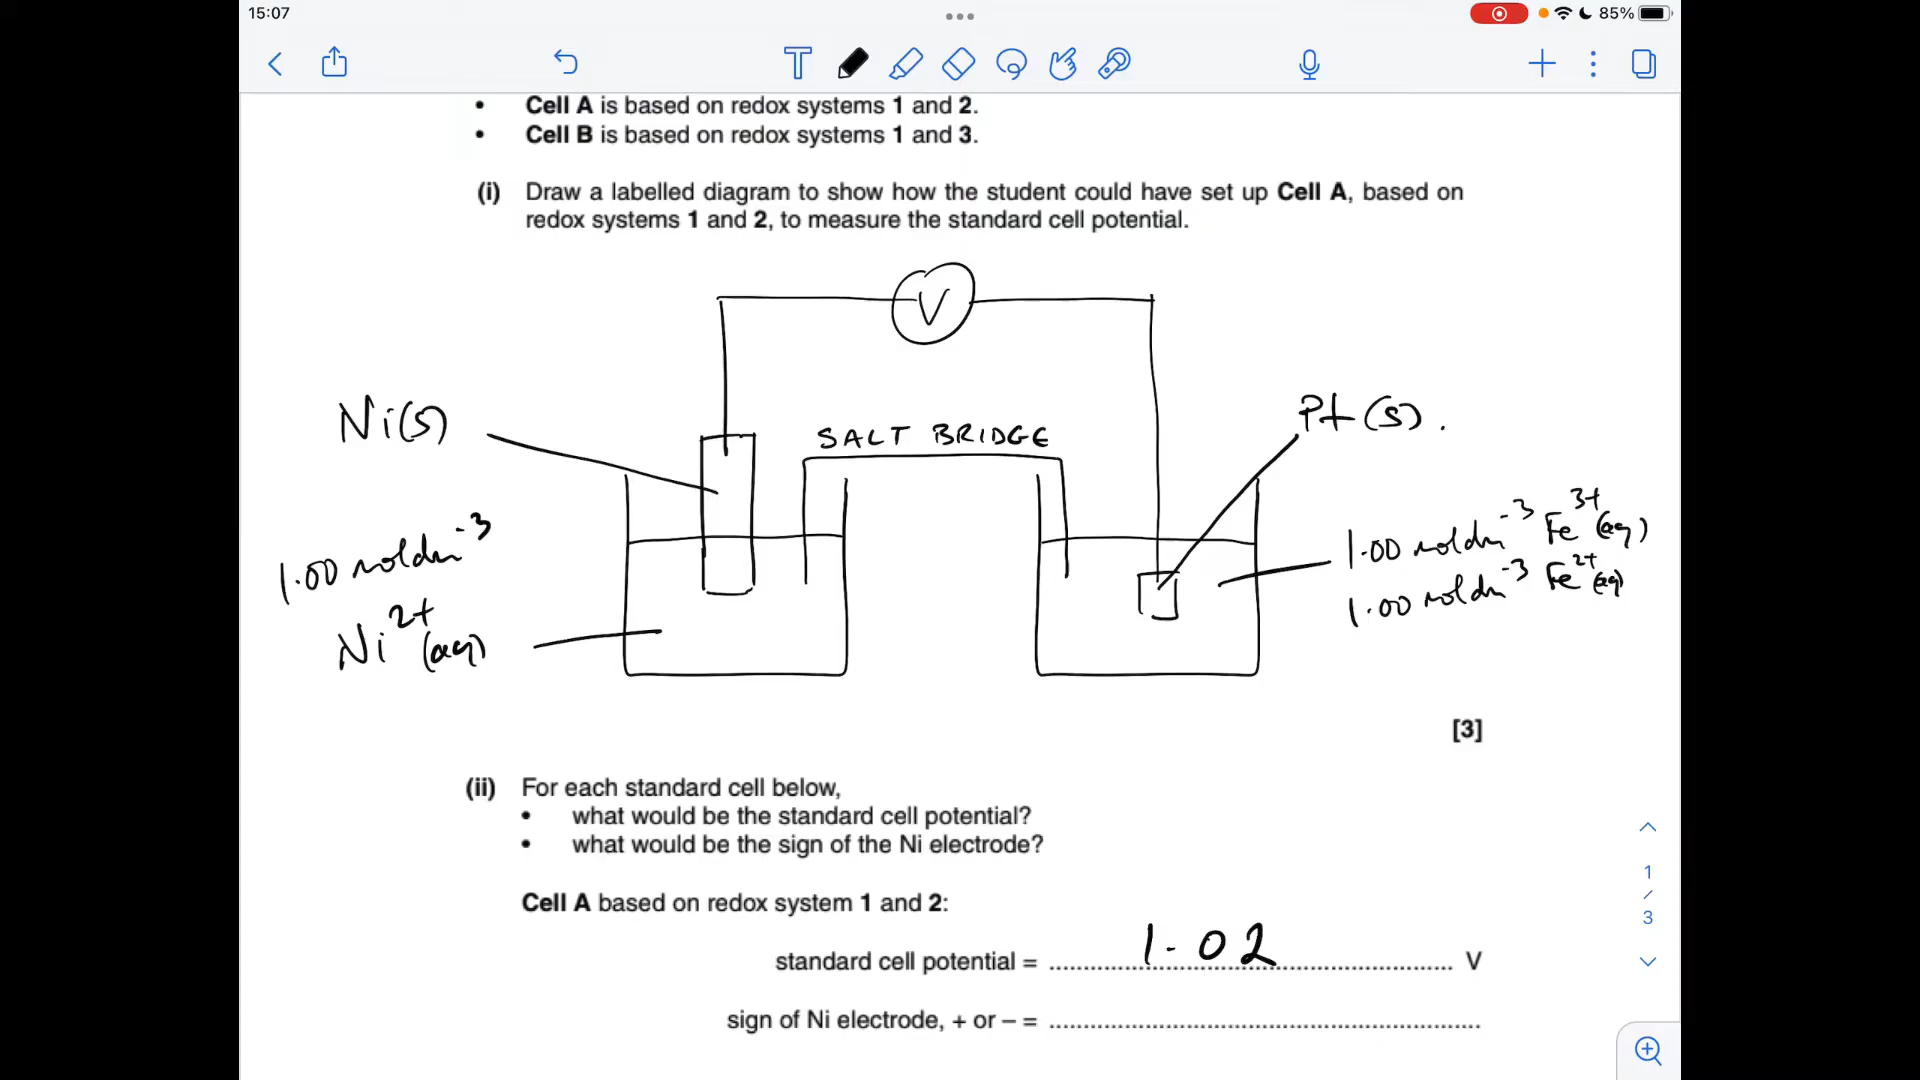 15:07
85%
• Cell A is based on redox systems 1 and 2.
• Cell B is based on redox systems 1 and 3.
(i) Draw a labelled diagram to show how the student could have set up Cell A, based on
redox systems 1 and 2, to measure the standard cell potential.
V
Ni(s)
SALT BRIDGE
Pt(s).
1.00 moldm⁻³
Ni²⁺(aq)
1.00 moldm⁻³ Fe³⁺(aq)
1.00 moldm⁻³ Fe²⁺(aq)
[3]
(ii) For each standard cell below,
• what would be the standard cell potential?
• what would be the sign of the Ni electrode?
Cell A based on redox system 1 and 2:
standard cell potential = 1.02 V
sign of Ni electrode, + or – =
1
/
3